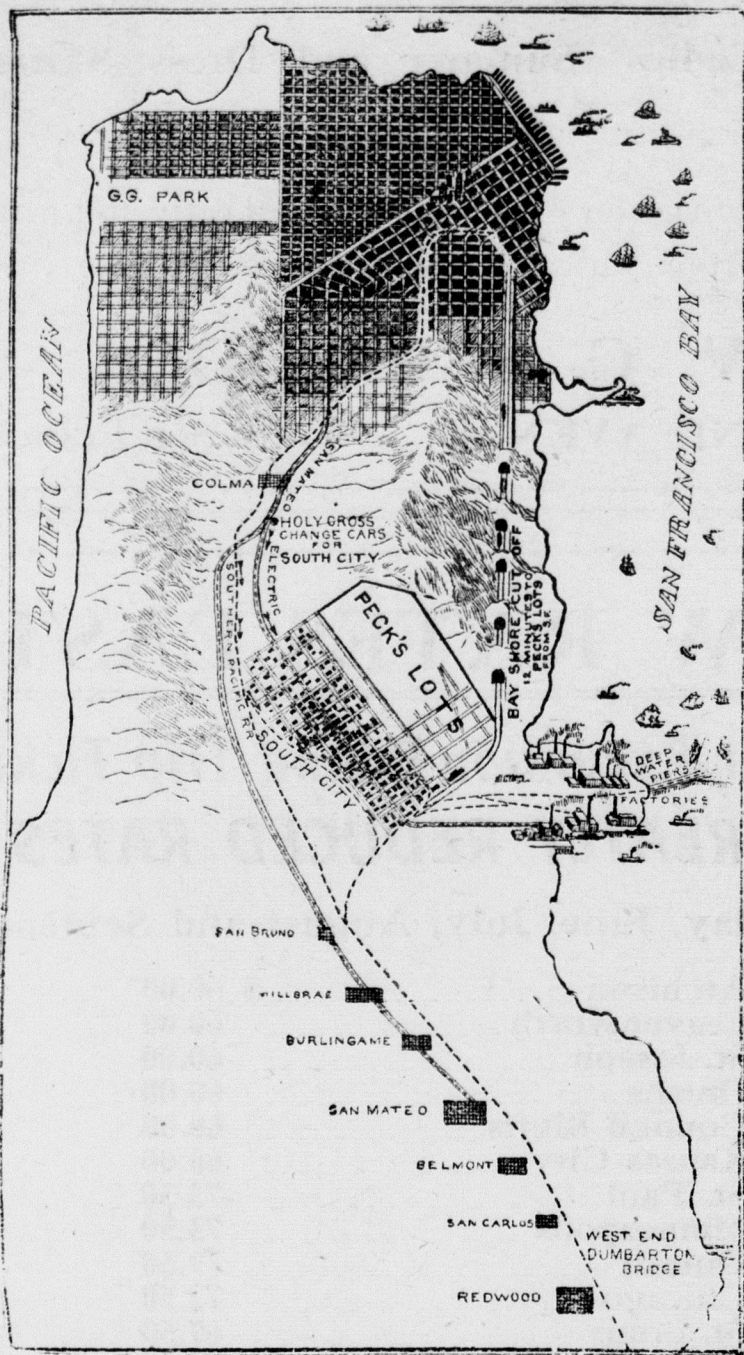 G.G. PARK
PACIFIC OCEAN
SAN FRANCISCO BAY
COLMA
SAN MATEO
ELECTRIC
HOLY CROSS
CHANGE CARS
FOR
SOUTH CITY
SOUTHERN PACIFIC R.R.
PECK'S LOTS
SOUTH CITY
BAY SHORE CUT OFF
12 MINUTES TO
PECKS LOTS
FROM S.F.
DEEP
WATER
PIERS
FACTORIES
SAN BRUNO
MILLBRAE
BURLINGAME
SAN MATEO
BELMONT
SAN CARLOS
WEST END
DUMBARTON
BRIDGE
REDWOOD